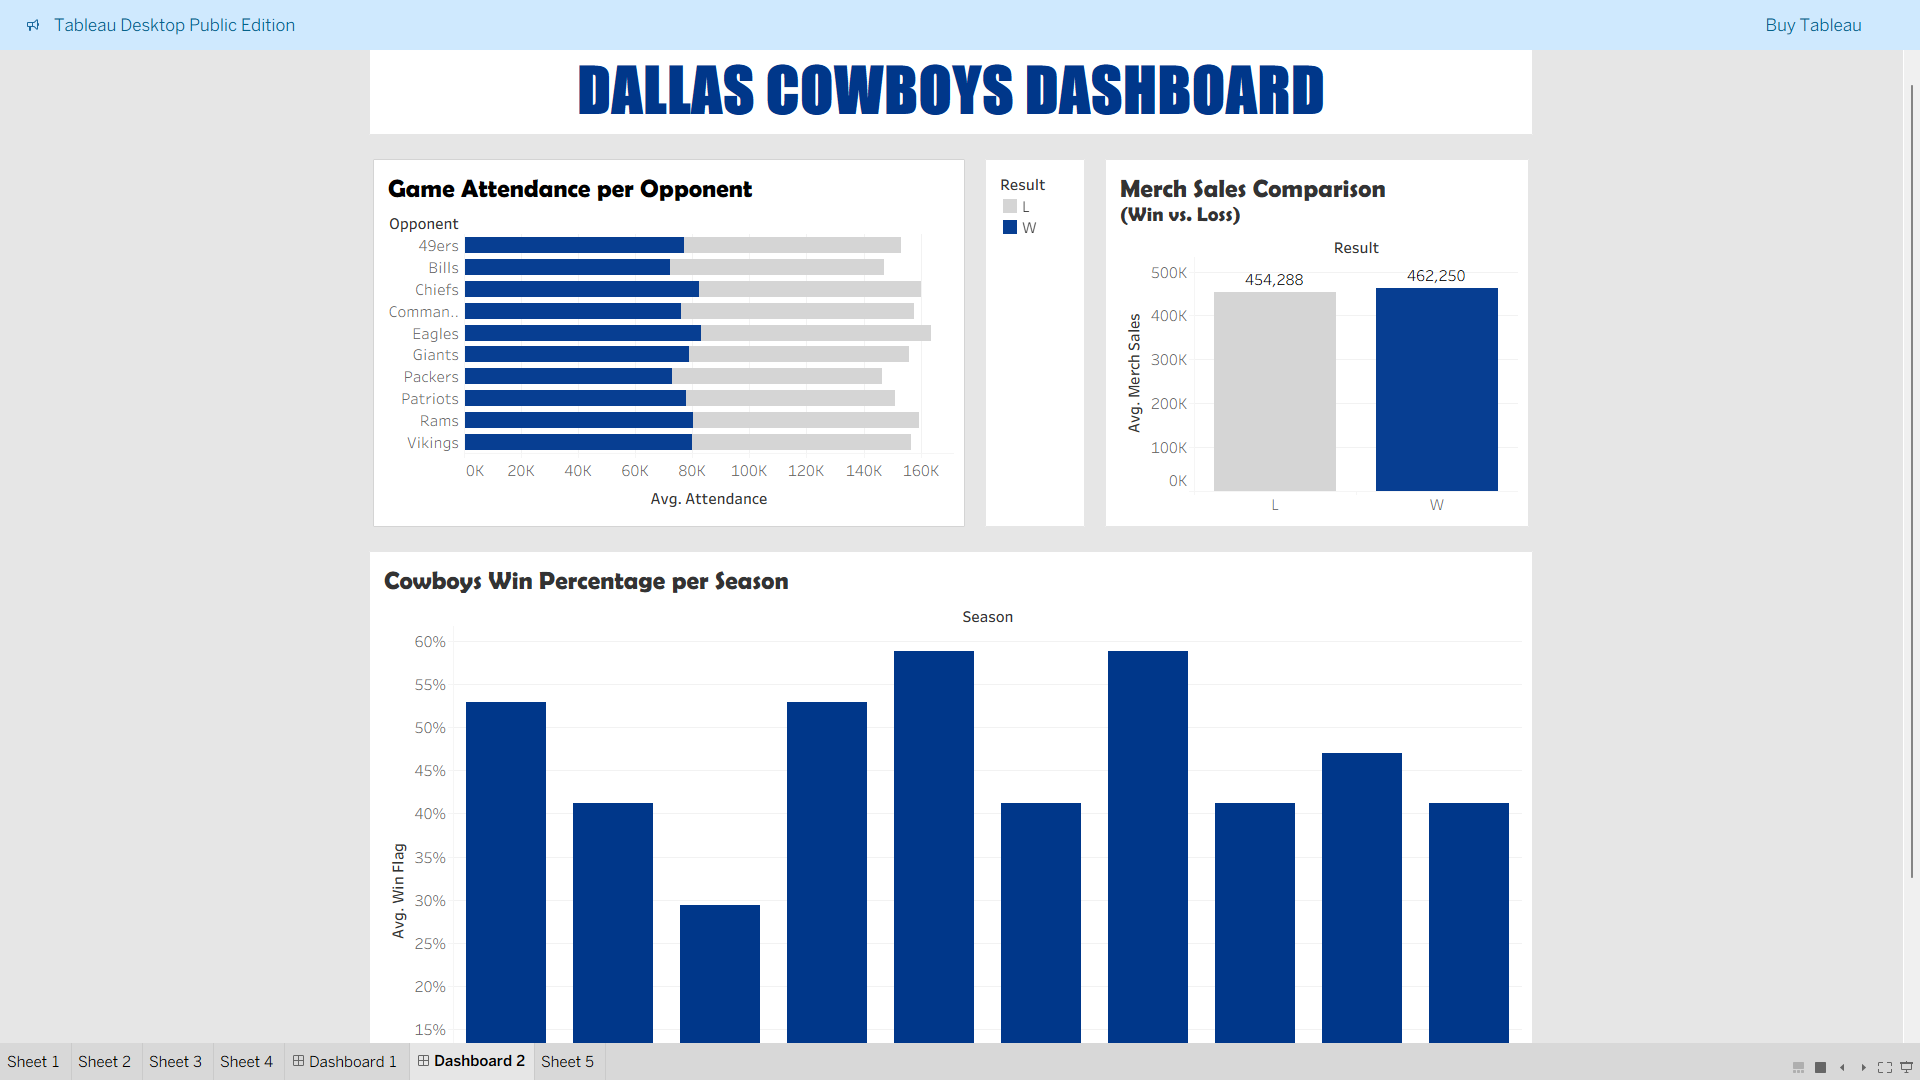 Tableau Desktop Public Edition
Buy Tableau
DALLAS COWBOYS DASHBOARD
Game Attendance per Opponent
Opponent
49ers
Bills
Chiefs
Comman..
Eagles
Giants
Packers
Patriots
Rams
Vikings
0K 20K 40K 60K 80K 100K 120K 140K 160K
Avg. Attendance
Result
L
W
Merch Sales Comparison
(Win vs. Loss)
Result
500K
400K
300K
200K
100K
0K
Avg. Merch Sales
454,288
462,250
L W
Cowboys Win Percentage per Season
Season
60%
55%
50%
45%
40%
35%
30%
25%
20%
15%
Avg. Win Flag
Sheet 1 Sheet 2 Sheet 3 Sheet 4 Dashboard 1 Dashboard 2 Sheet 5